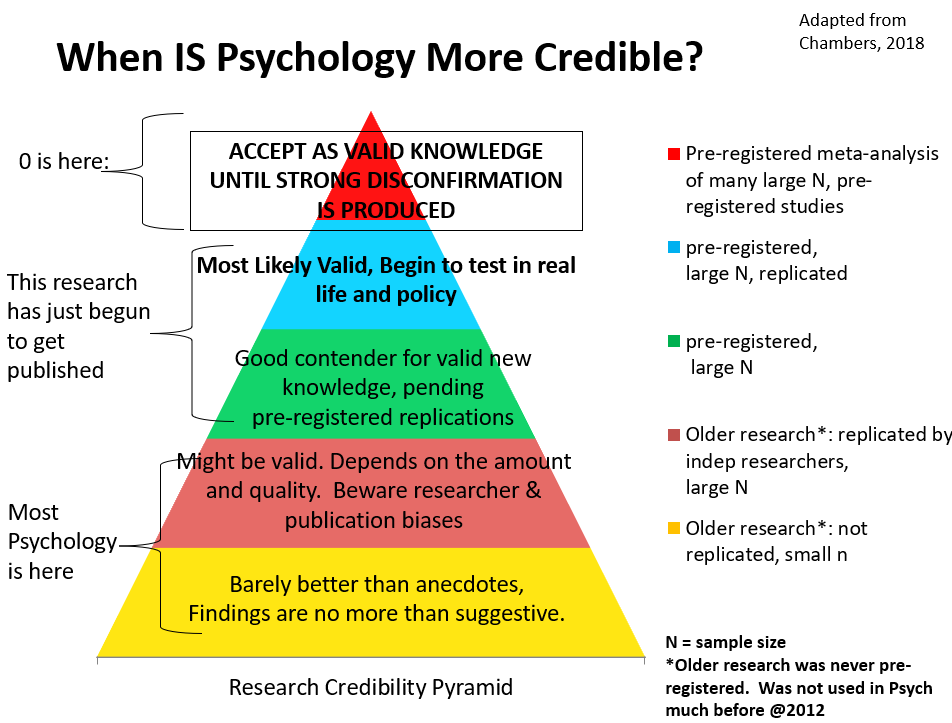 Adapted from
Chambers, 2018
When IS Psychology More Credible?
0 is here:
ACCEPT AS VALID KNOWLEDGE
UNTIL STRONG DISCONFIRMATION
IS PRODUCED
Most Likely Valid, Begin to test in real
life and policy
This research
has just begun
to get
published
Good contender for valid new
knowledge, pending
pre-registered replications
Might be valid. Depends on the amount
and quality.  Beware researcher &
publication biases
Most
Psychology
is here
Barely better than anecdotes,
Findings are no more than suggestive.
Research Credibility Pyramid
Pre-registered meta-analysis
of many large N, pre-
registered studies
pre-registered,
large N, replicated
pre-registered,
large N
Older research*: replicated by
indep researchers,
large N
Older research*: not
replicated, small n
N = sample size
*Older research was never pre-
registered.  Was not used in Psych
much before @2012